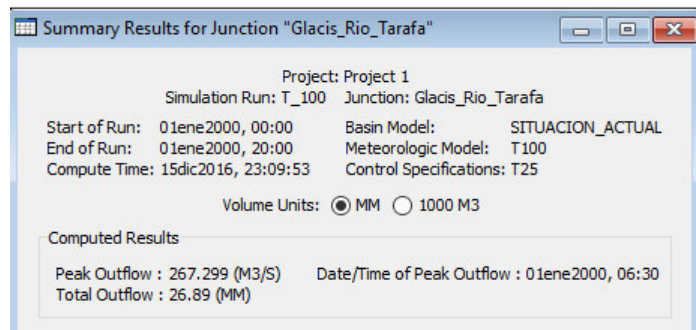 Summary Results for Junction "Glacis_Rio_Tarafa"
Project: Project 1
Simulation Run: T_100 Junction: Glacis_Rio_Tarafa
Start of Run: 01ene2000, 00:00 Basin Model: SITUACION_ACTUAL
End of Run: 01ene2000, 20:00 Meteorologic Model: T100
Compute Time: 15dic2016, 23:09:53 Control Specifications: T25
Volume Units: MM 1000 M3
Computed Results
Peak Outflow : 267.299 (M3/S) Date/Time of Peak Outflow : 01ene2000, 06:30
Total Outflow : 26.89 (MM)